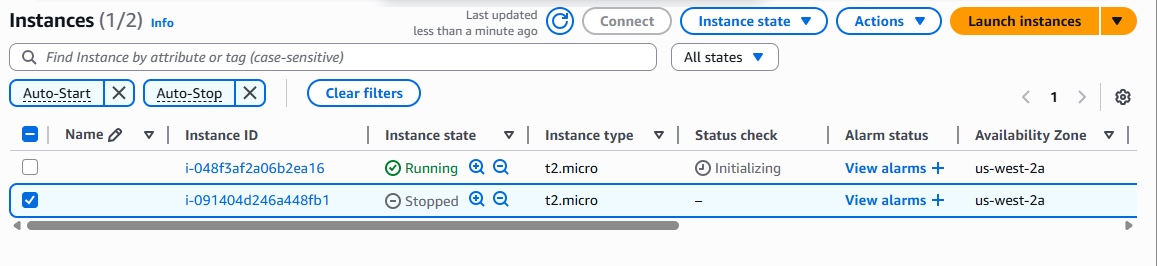 Instances (1/2) Info
Last updated
less than a minute ago
Connect
Instance state
Actions
Launch instances
Find Instance by attribute or tag (case-sensitive)
All states
Auto-Start
Auto-Stop
Clear filters
1
Name Instance ID Instance state Instance type Status check Alarm status Availability Zone
i-048f3af2a06b2ea16 Running t2.micro Initializing View alarms + us-west-2a
i-091404d246a448fb1 Stopped t2.micro – View alarms + us-west-2a